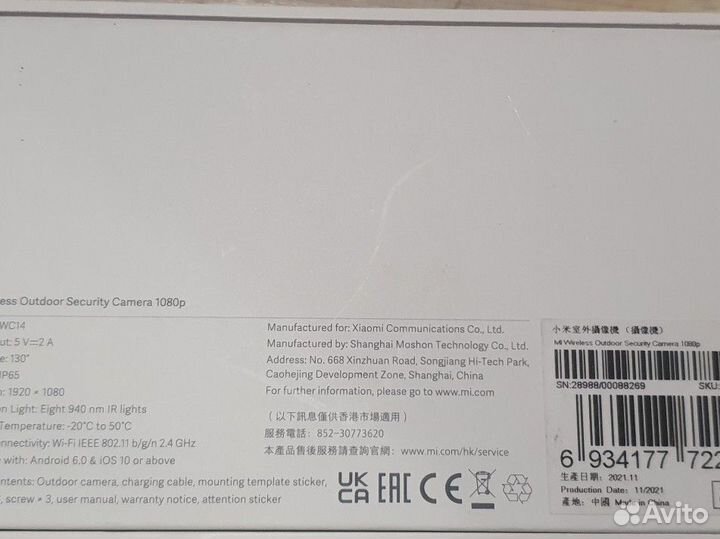 ess Outdoor Security Camera 1080p
WC14
ut: 5 V⎓2 A
e: 130°
IP65
n: 1920 × 1080
on Light: Eight 940 nm IR lights
Temperature: -20°C to 50°C
onnectivity: Wi-Fi IEEE 802.11 b/g/n 2.4 GHz
e with: Android 6.0 & iOS 10 or above
ntents: Outdoor camera, charging cable, mounting template sticker,
, screw × 3, user manual, warranty notice, attention sticker
Manufactured for: Xiaomi Communications Co., Ltd.
Manufactured by: Shanghai Moshon Technology Co., Ltd.
Address: No. 668 Xinzhuan Road, Songjiang Hi-Tech Park,
Caohejing Development Zone, Shanghai, China
For further information, please go to www.mi.com
（以下訊息僅供香港市場適用）
服務電話：852-30773620
本產品售後服務請查詢官網：www.mi.com/hk/service
UK
CA EAC CE
小米室外攝像機（攝像機）
MI Wireless Outdoor Security Camera 1080p
SN:28988/00088269 SKU:
6 934177 722
生產日期：2021.11
Production Date: 11/2021
產地：中國 Made in China
Avito